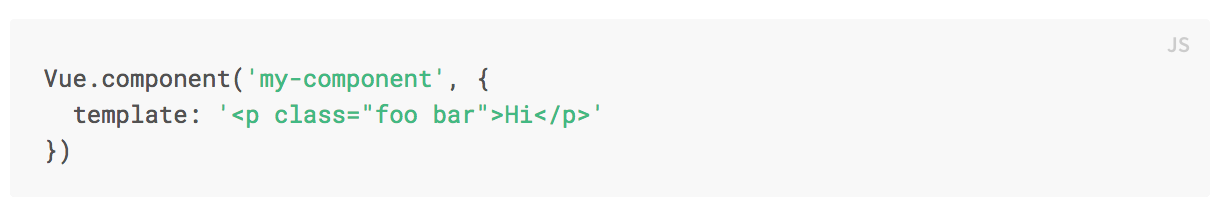 JS
Vue.component('my-component', {
  template: '<p class="foo bar">Hi</p>'
})